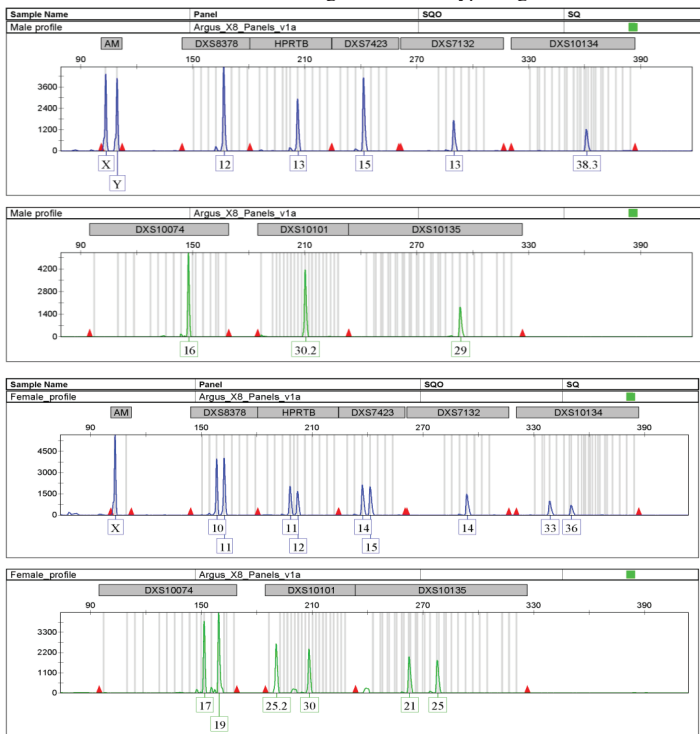 Sample Name Panel SQO SQ
Male profile Argus_X8_Panels_v1a
AM DXS8378 HPRTB DXS7423 DXS7132 DXS10134
90 150 210 270 330 390
3600
2400
1200
0
X 12 13 15 13 38.3
Y
Male profile Argus_X8_Panels_v1a
DXS10074 DXS10101 DXS10135
90 150 210 270 330 390
4200
2800
1400
0
16 30.2 29
Sample Name Panel SQO SQ
Female_profile Argus_X8_Panels_v1a
AM DXS8378 HPRTB DXS7423 DXS7132 DXS10134
90 150 210 270 330 390
4500
3000
1500
0
X 10 11 14 14 33 36
11 12 15
Female_profile Argus_X8_Panels_v1a
DXS10074 DXS10101 DXS10135
90 150 210 270 330 390
3300
2200
1100
0
17 25.2 30 21 25
19